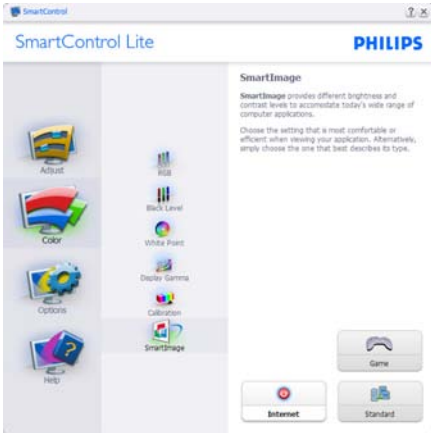 SmartControl
? X
SmartControl Lite
PHILIPS
Adjust
Color
Options
Help
RGB
Black Level
White Point
Display Gamma
Calibration
SmartImage
SmartImage
SmartImage provides different brightness and
contrast levels to accomodate today's wide range of
computer applications.
Choose the setting that is most comfortable or
efficient when viewing your application. Alternatively,
simply choose the one that best describes its type.
Game
Internet
Standard